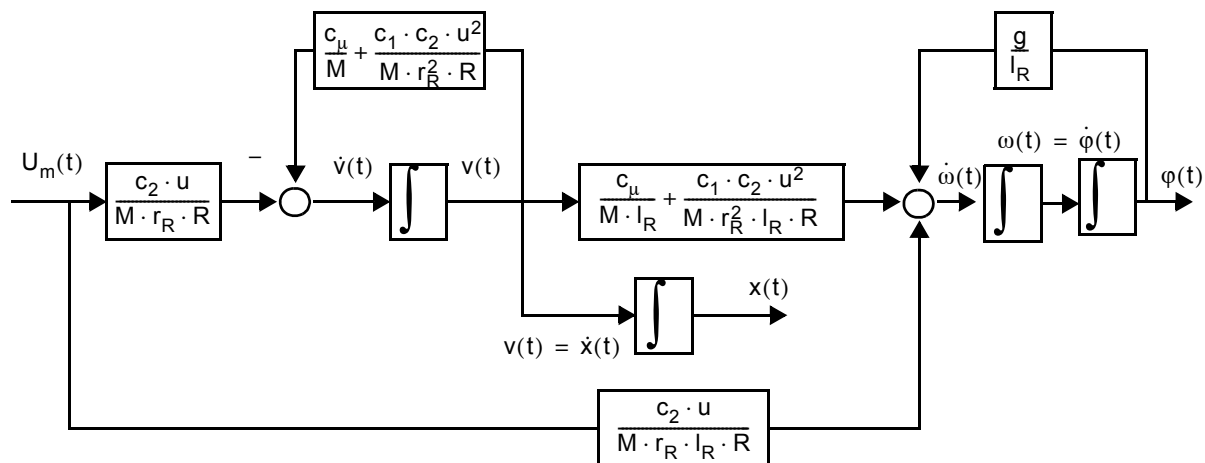 c_μ/M + (c_1 · c_2 · u^2)/(M · r_R^2 · R)
g/l_R
U_m(t)
(c_2 · u)/(M · r_R · R)
−
v̇(t)
∫
v(t)
(c_μ)/(M · l_R) + (c_1 · c_2 · u^2)/(M · r_R^2 · l_R · R)
ω̇(t)
ω(t) = φ̇(t)
∫
∫
φ(t)
v(t) = ẋ(t)
∫
x(t)
(c_2 · u)/(M · r_R · l_R · R)